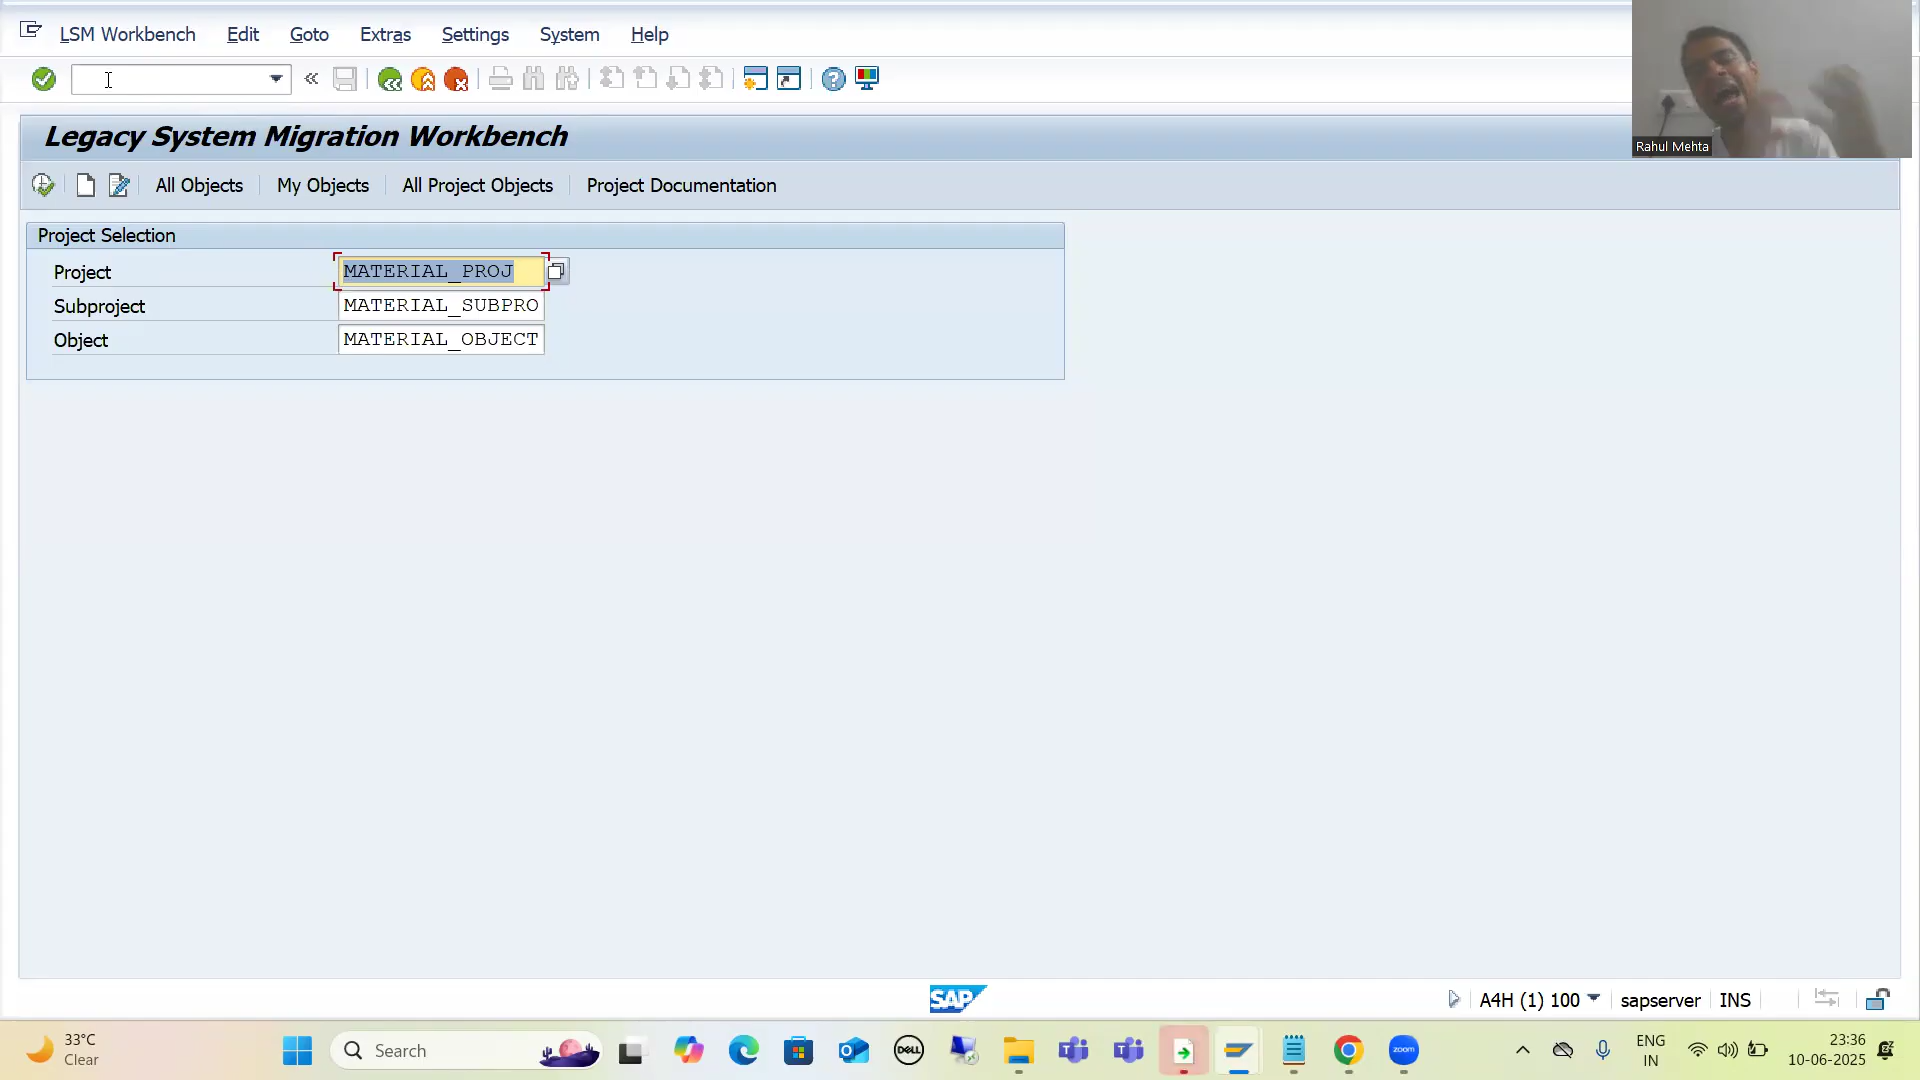 LSM Workbench Edit Goto Extras Settings System Help
Legacy System Migration Workbench
All Objects My Objects All Project Objects Project Documentation
Project Selection
Project MATERIAL_PROJ
Subproject MATERIAL_SUBPRO
Object MATERIAL_OBJECT
Rahul Mehta
SAP
A4H (1) 100 sapserver INS
33°C
Clear
Search
DELL
zoom
ENG
IN
23:36
10-06-2025